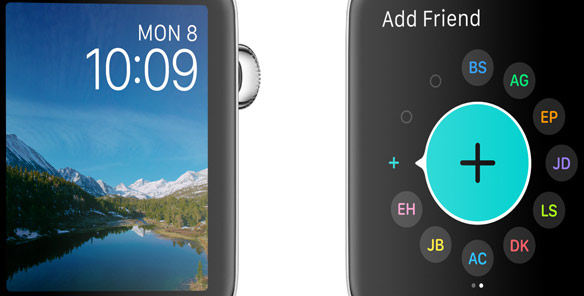 MON 8
10:09
Add Friend
BS
AG
EP
JD
LS
DK
AC
JB
EH
+
+